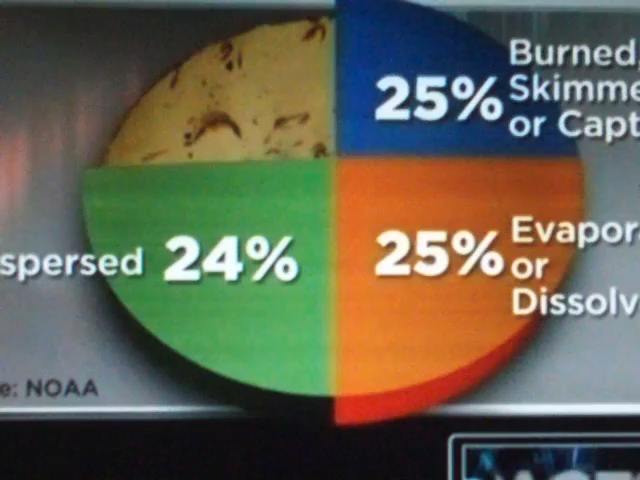 25%
Burned,
Skimme
or Capt
spersed 24%
25%
Evapor
or
Dissolv
e: NOAA